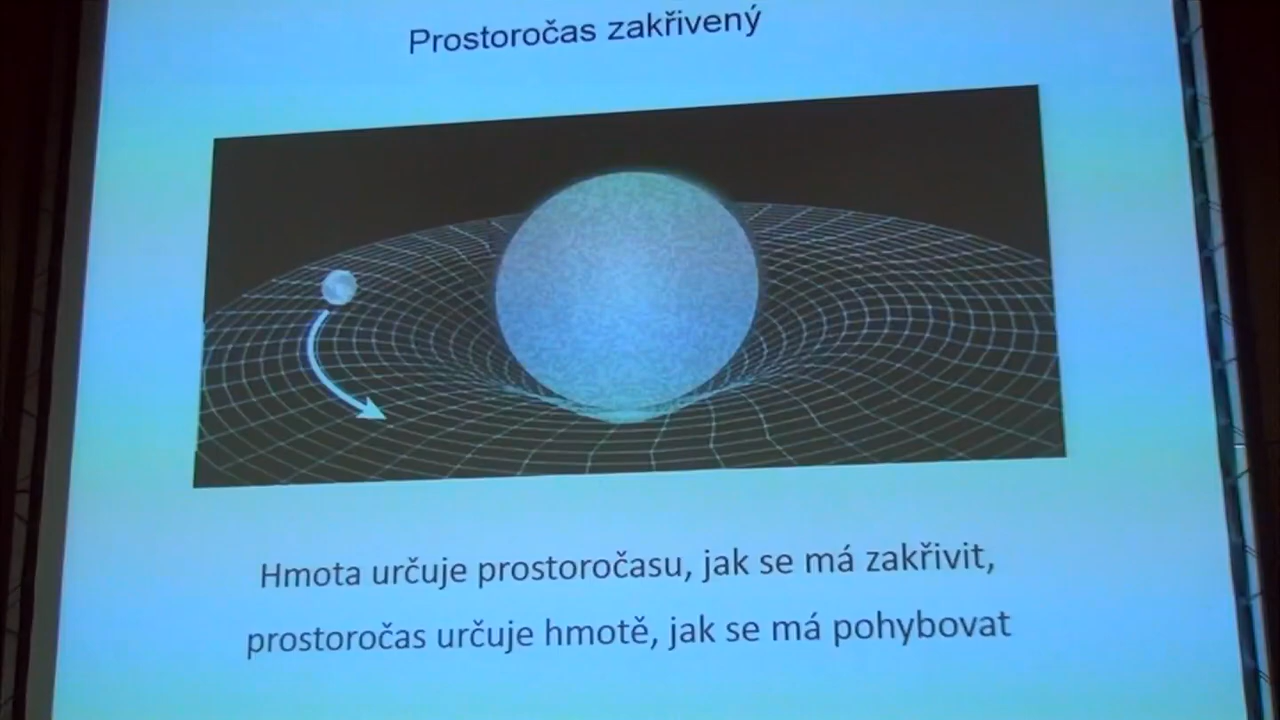 Prostoročas zakřivený
Hmota určuje prostoročasu, jak se má zakřivit,
prostoročas určuje hmotě, jak se má pohybovat